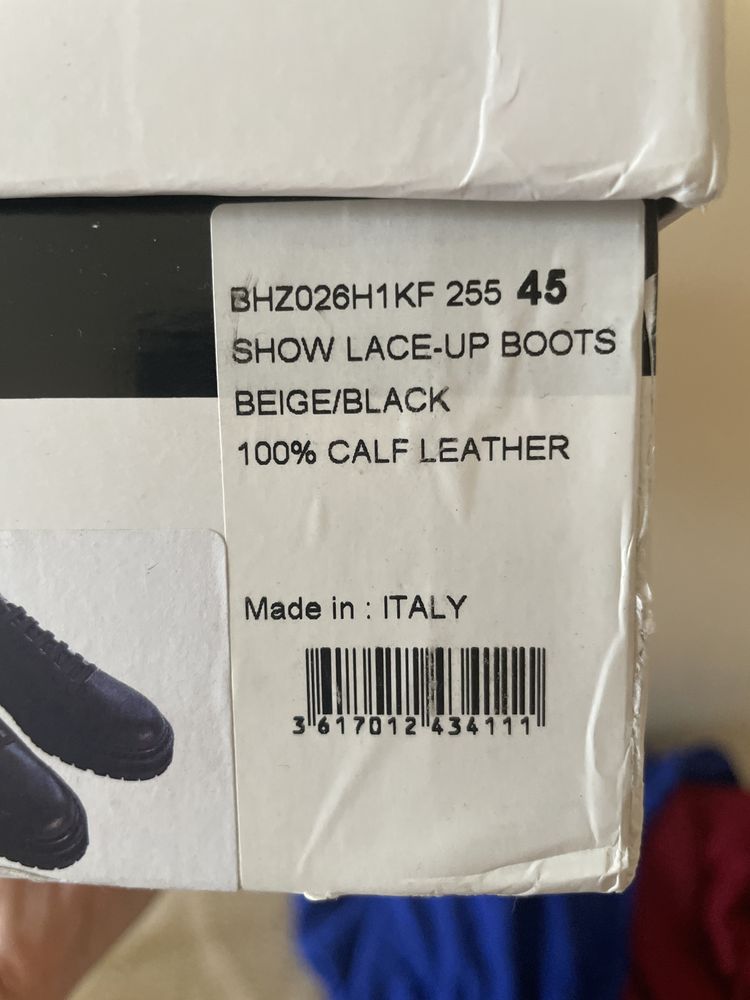 BHZ026H1KF 255 45
SHOW LACE-UP BOOTS
BEIGE/BLACK
100% CALF LEATHER
Made in : ITALY
3 617012 434111